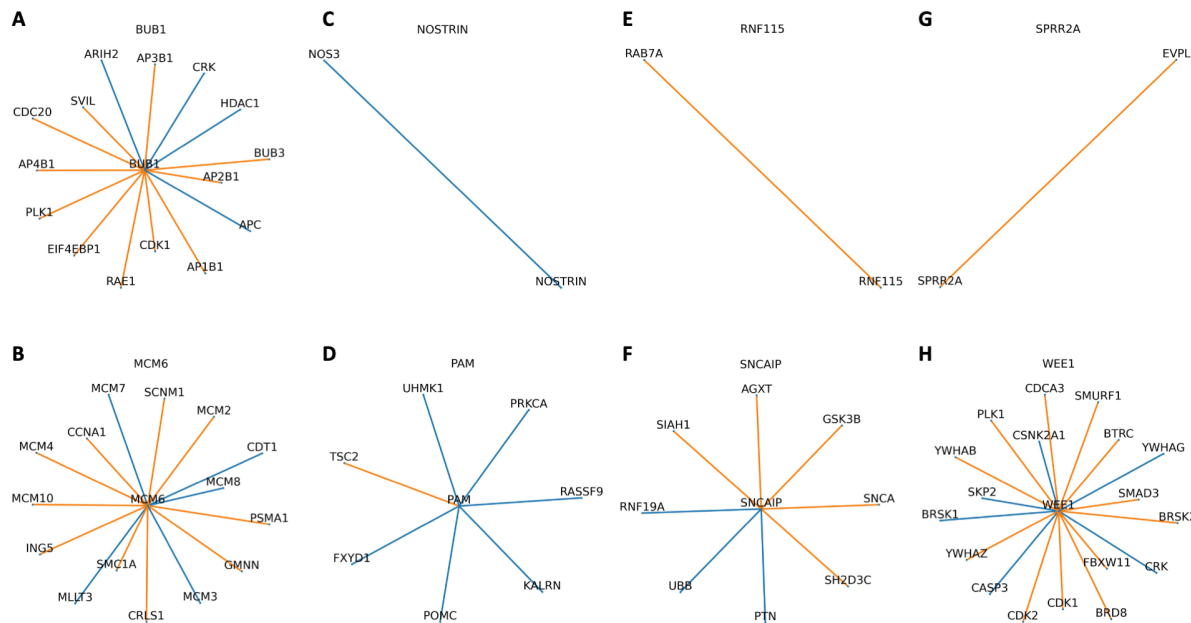 A
BUB1
ARIH2
AP3B1
CRK
SVIL
HDAC1
CDC20
BUB3
AP4B1
BUB1
AP2B1
PLK1
APC
EIF4EBP1
CDK1
AP1B1
RAE1
C
NOSTRIN
NOS3
NOSTRIN
E
RNF115
RAB7A
RNF115
G
SPRR2A
EVPL
SPRR2A
B
MCM6
MCM7
SCNM1
MCM2
CCNA1
MCM4
CDT1
MCM8
MCM10
MCM6
PSMA1
ING5
SMC1A
GMNN
MLLT3
MCM3
CRLS1
D
PAM
UHMK1
PRKCA
TSC2
RASSF9
PAM
FXYD1
KALRN
POMC
F
SNCAIP
AGXT
GSK3B
SIAH1
SNCA
RNF19A
SNCAIP
UBB
SH2D3C
PTN
H
WEE1
CDCA3
SMURF1
PLK1
CSNK2A1
BTRC
YWHAB
YWHAG
SKP2
SMAD3
BRSK1
WEE1
YWHAZ
FBXW11
CRK
CASP3
CDK1
CDK2
BRD8